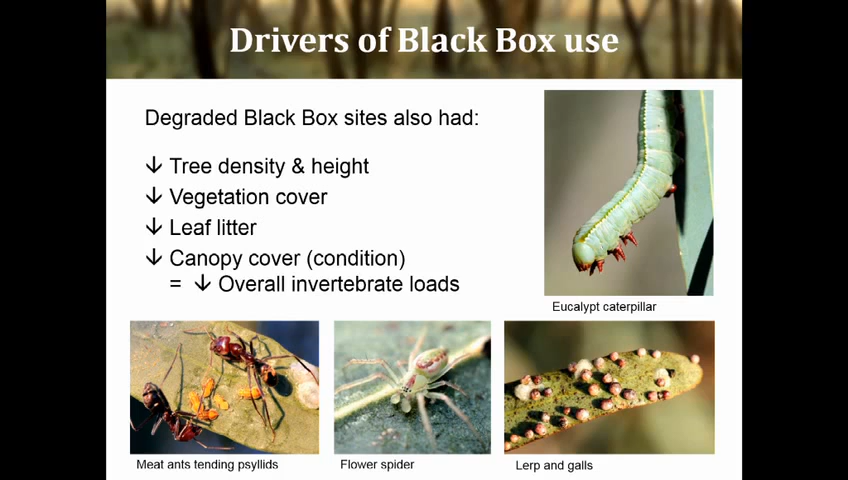 Drivers of Black Box use
Degraded Black Box sites also had:
↓ Tree density & height
↓ Vegetation cover
↓ Leaf litter
↓ Canopy cover (condition)
= ↓ Overall invertebrate loads
Eucalypt caterpillar
Meat ants tending psyllids
Flower spider
Lerp and galls